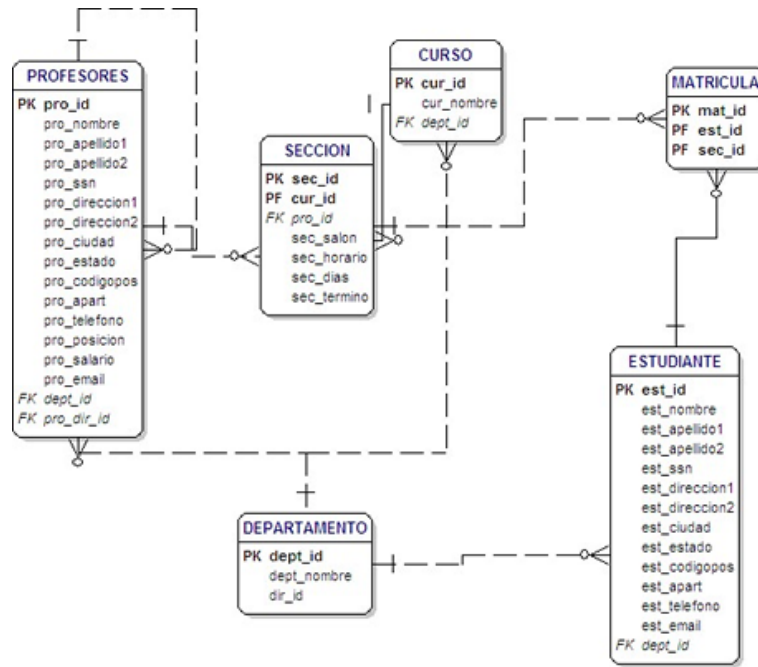 PROFESORES
PK pro_id
pro_nombre
pro_apellido1
pro_apellido2
pro_ssn
pro_direccion1
pro_direccion2
pro_ciudad
pro_estado
pro_codigopos
pro_apart
pro_telefono
pro_posicion
pro_salario
pro_email
FK dept_id
FK pro_dir_id
SECCION
PK sec_id
PF cur_id
FK pro_id
sec_salon
sec_horario
sec_dias
sec_termino
CURSO
PK cur_id
cur_nombre
FK dept_id
MATRICULA
PK mat_id
PF est_id
PF sec_id
DEPARTAMENTO
PK dept_id
dept_nombre
dir_id
ESTUDIANTE
PK est_id
est_nombre
est_apellido1
est_apellido2
est_ssn
est_direccion1
est_direccion2
est_ciudad
est_estado
est_codigopos
est_apart
est_telefono
est_email
FK dept_id